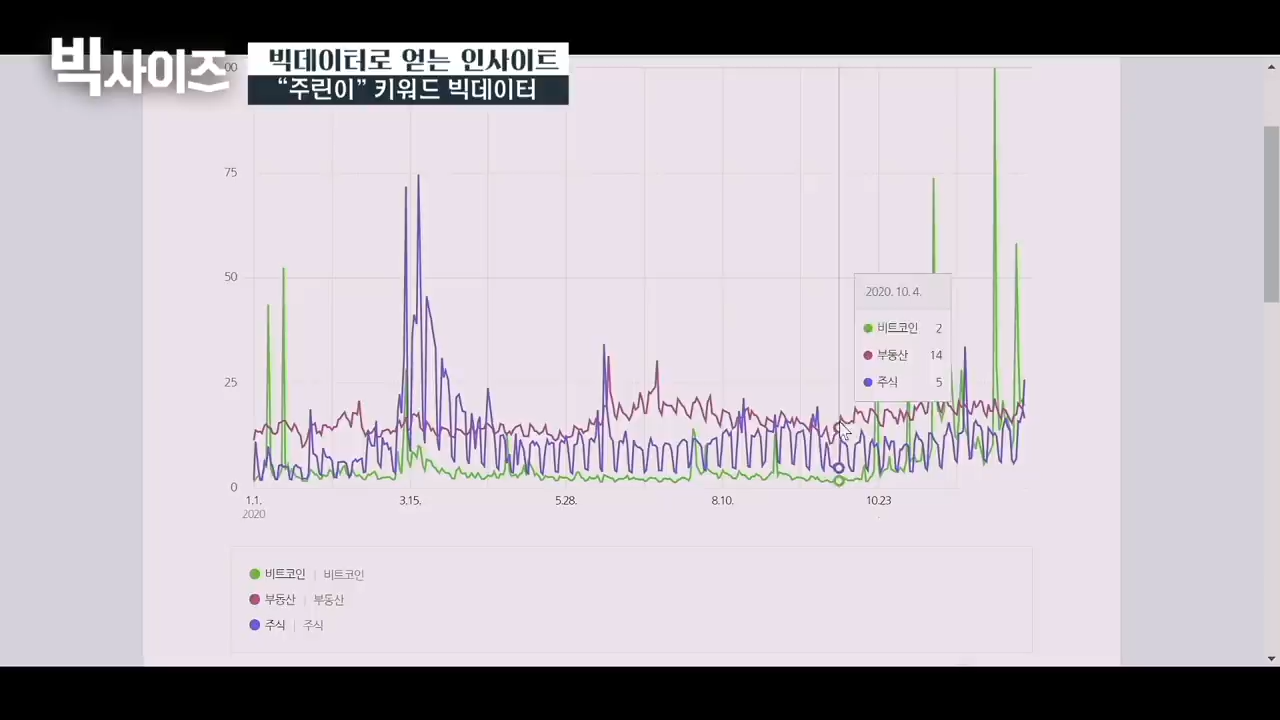 빅사이즈
빅데이터로 얻는 인사이트
“주린이” 키워드 빅데이터
00
75
50
25
0
1.1.
2020
3.15.
5.28.
8.10.
10.23
2020. 10. 4.
비트코인 2
부동산 14
주식 5
비트코인 | 비트코인
부동산 | 부동산
주식 | 주식